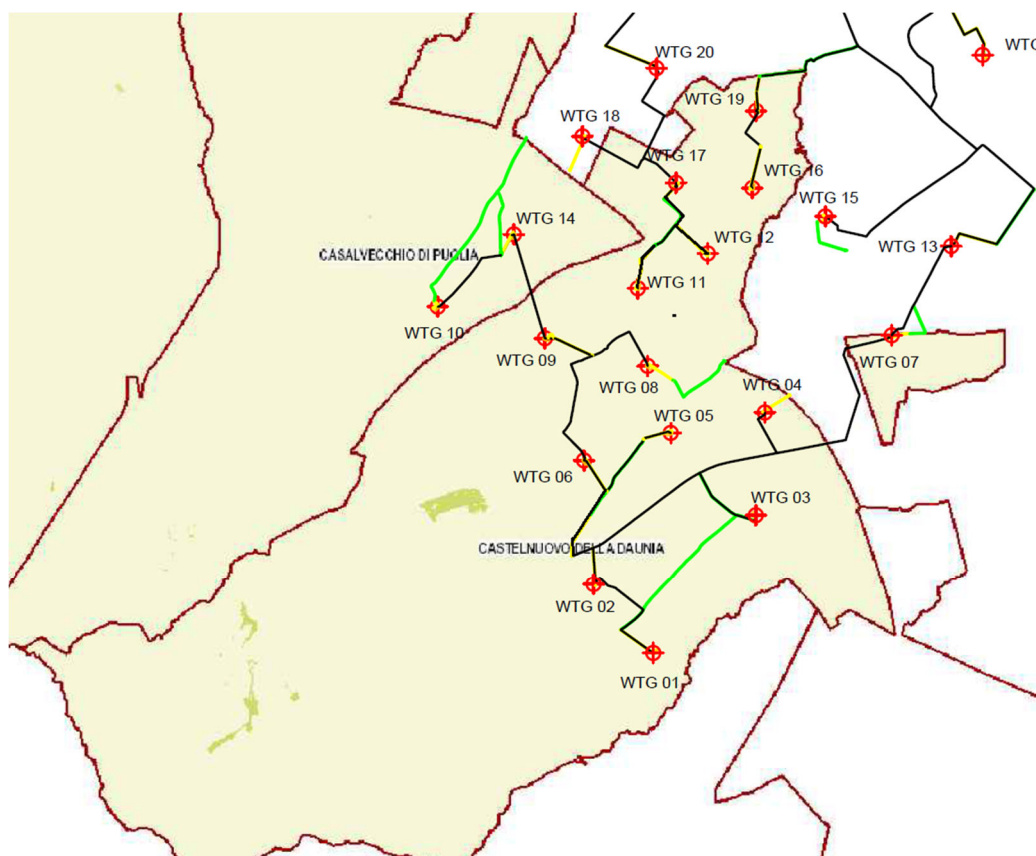 WTG
WTG 20
WTG 19
WTG 18
WTG 17
WTG 16
WTG 15
WTG 14
WTG 13
WTG 12
CASALVECCHIO DI PUGLIA
WTG 11
WTG 10
WTG 09
WTG 07
WTG 08
WTG 04
WTG 05
WTG 06
WTG 03
CASTELNUOVO DELLA DAUNIA
WTG 02
WTG 01